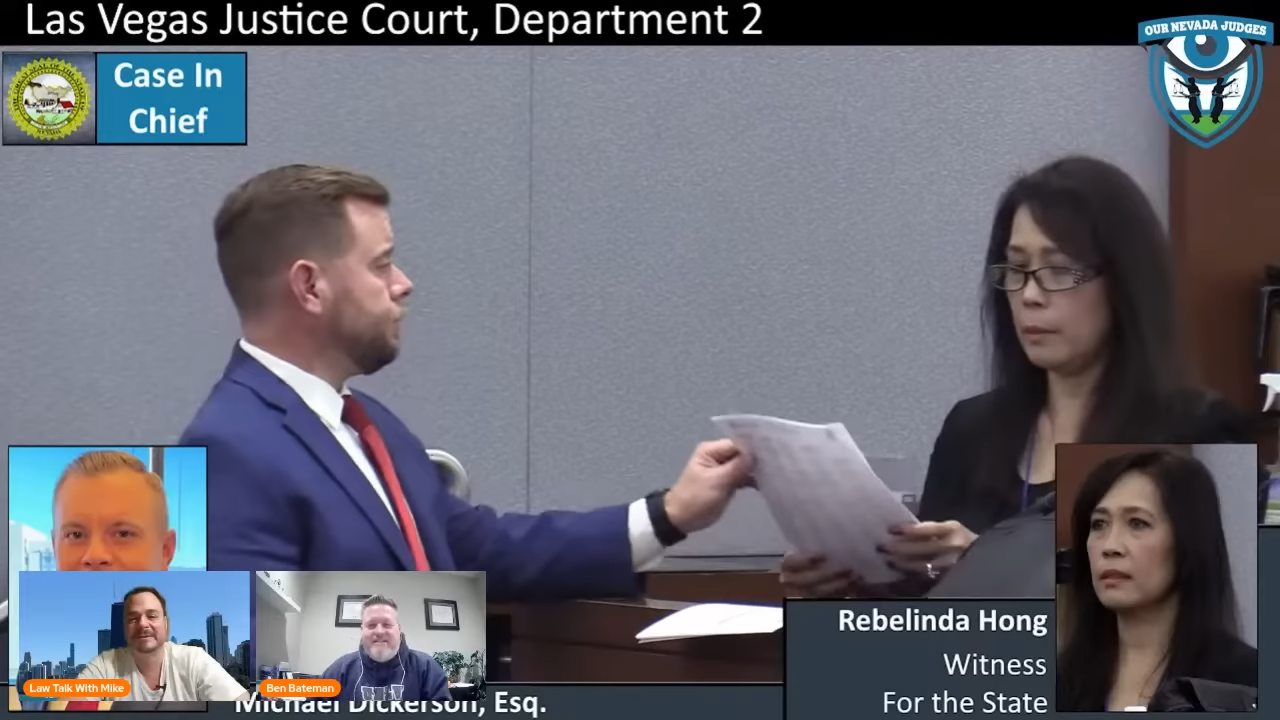 Las Vegas Justice Court, Department 2
OUR NEVADA JUDGES
Case In
Chief
Rebelinda Hong
Witness
For the State
Law Talk With Mike
Ben Bateman
Michael Dickerson, Esq.